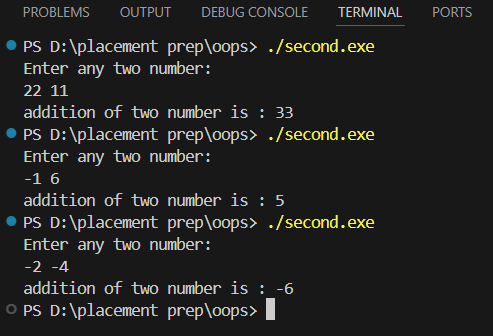 PROBLEMS OUTPUT DEBUG CONSOLE TERMINAL PORTS
PS D:\placement prep\oops> ./second.exe
Enter any two number:
22 11
addition of two number is : 33
PS D:\placement prep\oops> ./second.exe
Enter any two number:
-1 6
addition of two number is : 5
PS D:\placement prep\oops> ./second.exe
Enter any two number:
-2 -4
addition of two number is : -6
PS D:\placement prep\oops>